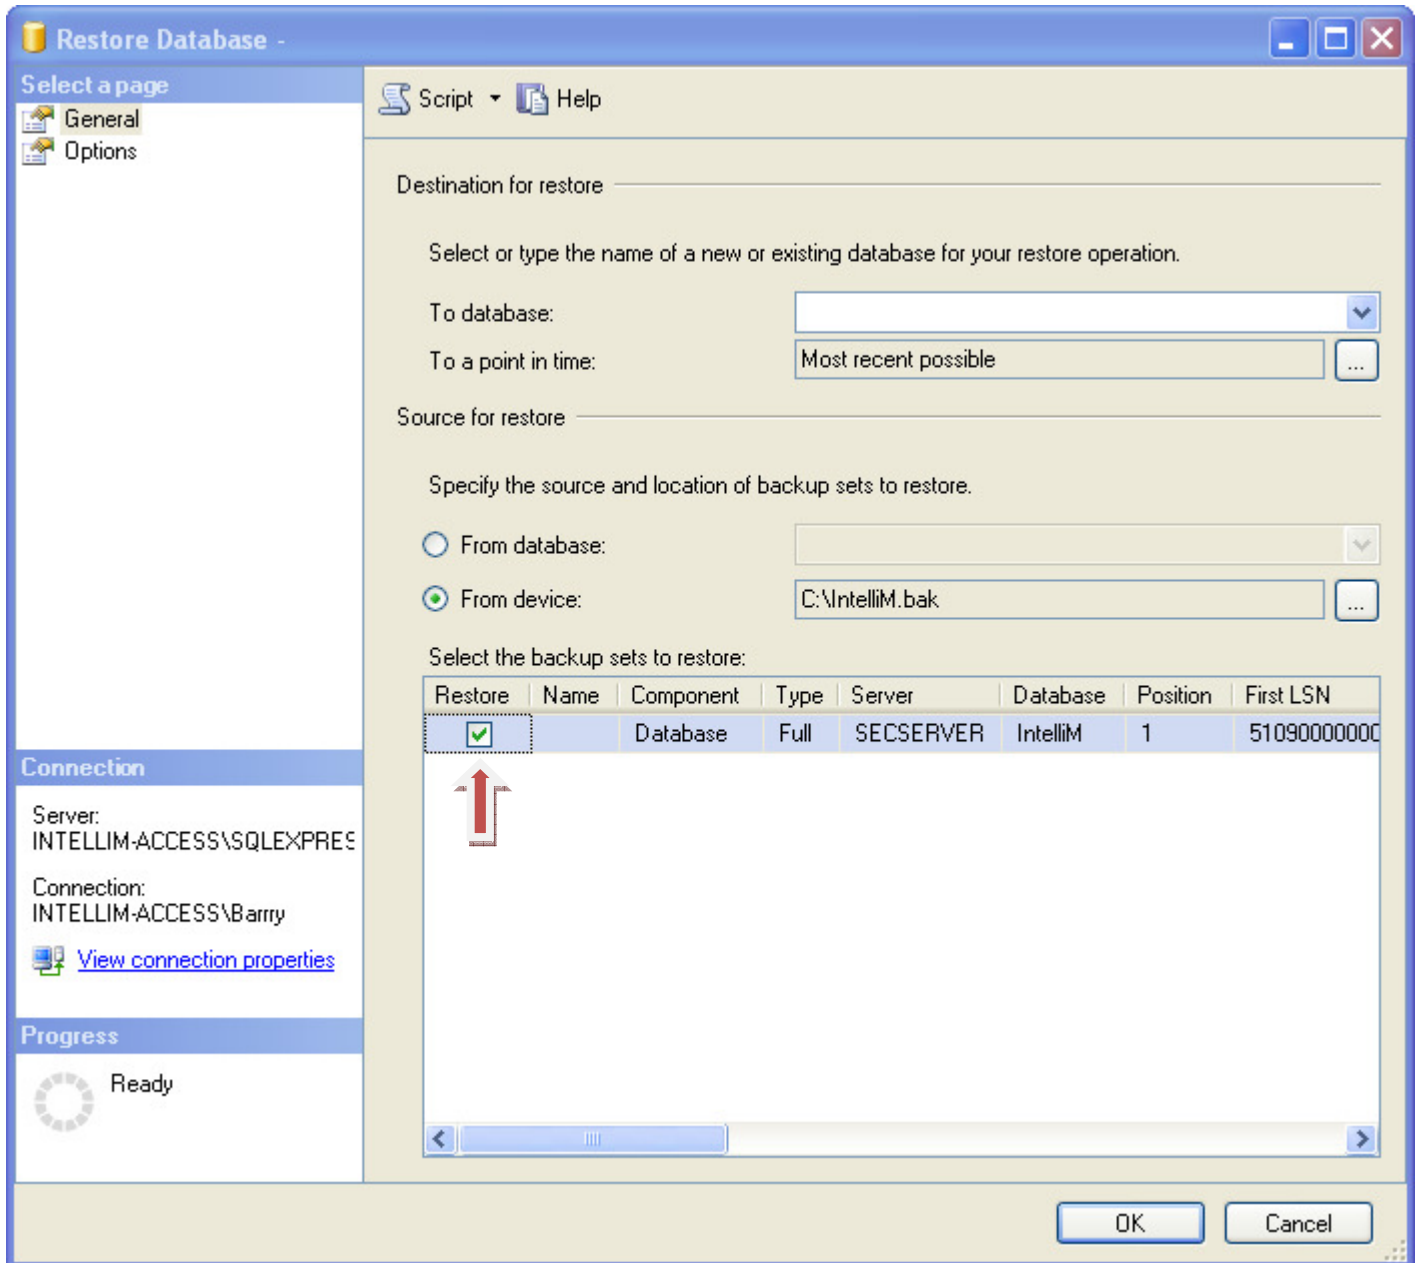 Restore Database -
Select a page
General
Options
Script
Help
Destination for restore
Select or type the name of a new or existing database for your restore operation.
To database:
To a point in time:
Most recent possible
...
Source for restore
Specify the source and location of backup sets to restore.
From database:
From device:
C:\IntelliM.bak
...
Select the backup sets to restore:
Restore Name Component Type Server Database Position First LSN
Database Full SECSERVER IntelliM 1 51090000000
Connection
Server:
INTELLIM-ACCESS\SQLEXPRES
Connection:
INTELLIM-ACCESS\Barrry
View connection properties
Progress
Ready
OK
Cancel